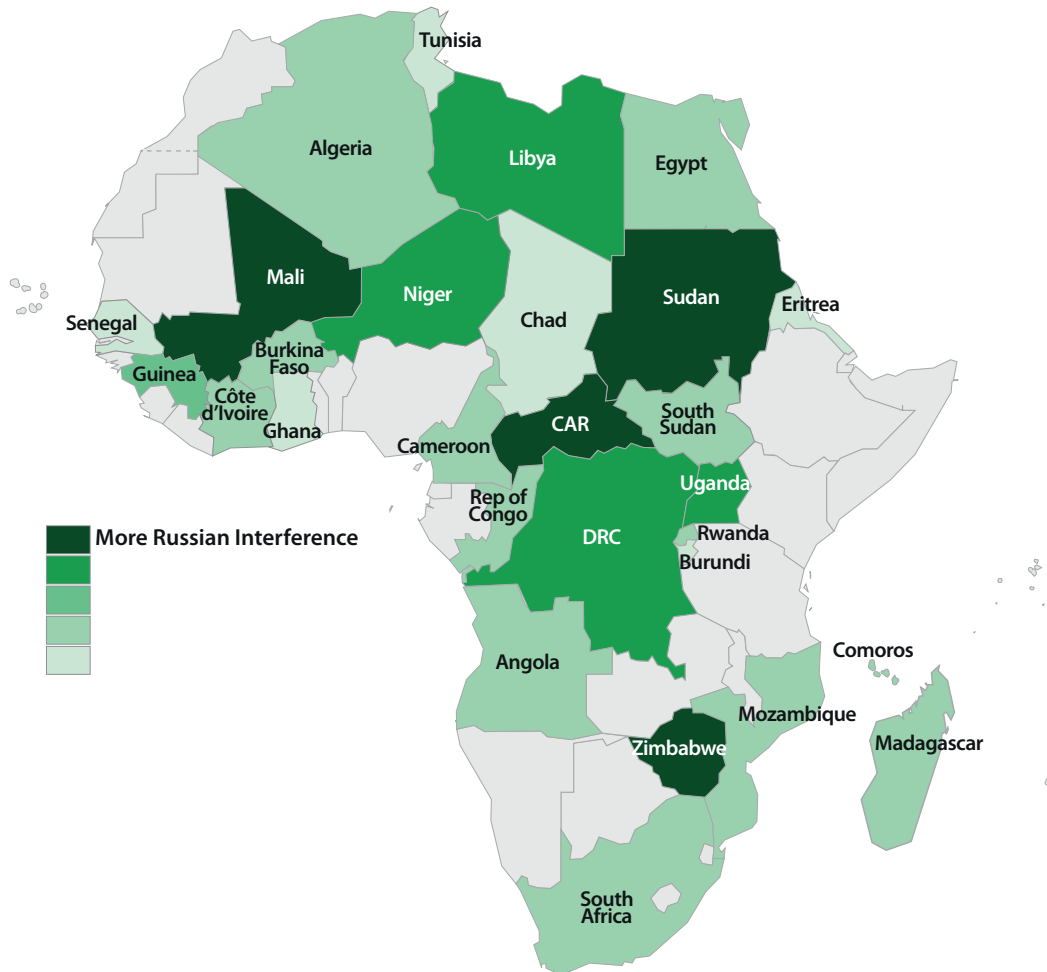 Tunisia
Algeria
Libya
Egypt
Mali
Niger
Chad
Sudan
Eritrea
Senegal
Burkina
Faso
Guinea
Côte
d’Ivoire
Ghana
Cameroon
CAR
South
Sudan
Rep of
Congo
Uganda
DRC
Rwanda
Burundi
More Russian Interference
Angola
Comoros
Mozambique
Zimbabwe
Madagascar
South
Africa